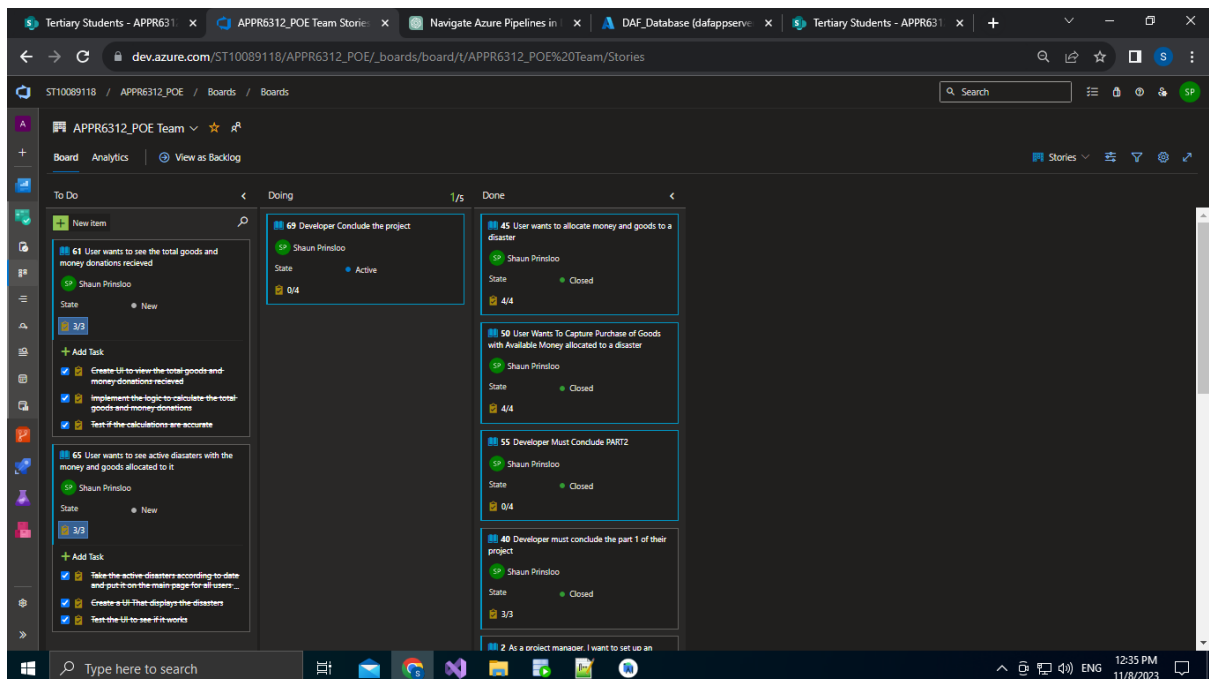 Tertiary Students - APPR631
APPR6312_POE Team Stories
Navigate Azure Pipelines in
DAF_Database (dafappserve
Tertiary Students - APPR631
dev.azure.com/ST10089118/APPR6312_POE/_boards/board/t/APPR6312_POE%20Team/Stories
S
ST10089118 / APPR6312_POE / Boards / Boards
Search
SP
A
APPR6312_POE Team
Board Analytics View as Backlog
Stories
To Do
New item
61 User wants to see the total goods and
money donations recieved
SP Shaun Prinsloo
State New
3/3
Add Task
Create UI to view the total goods and
money donations recieved
implement the logic to calculate the total
goods and money donations
Test if the calculations are accurate
65 User wants to see active diasaters with the
money and goods allocated to it
SP Shaun Prinsloo
State New
3/3
Add Task
Take the active disasters according to date
and put it on the main page for all users ...
Create a UI That displays the disasters
Test the UI to see if it works
Doing 1/5
69 Developer Conclude the project
SP Shaun Prinsloo
State Active
0/4
Done
45 User wants to allocate money and goods to a
disaster
SP Shaun Prinsloo
State Closed
4/4
50 User Wants To Capture Purchase of Goods
with Available Money allocated to a disaster
SP Shaun Prinsloo
State Closed
4/4
55 Developer Must Conclude PART2
SP Shaun Prinsloo
State Closed
0/4
40 Developer must conclude the part 1 of their
project
SP Shaun Prinsloo
State Closed
3/3
2 As a project manager, I want to set up an
Type here to search
ENG
12:35 PM
11/8/2023